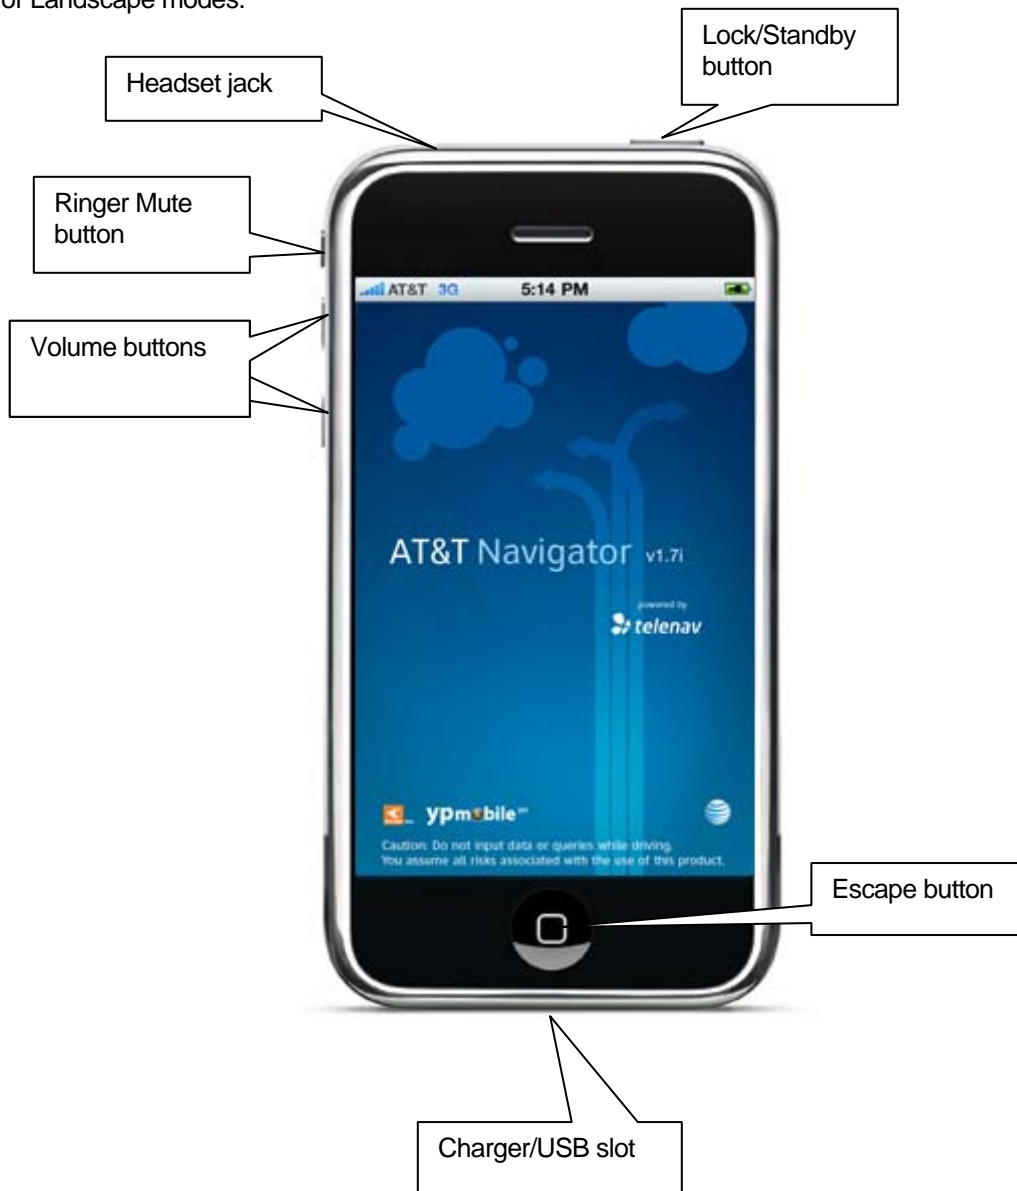 or Landscape modes.
Lock/Standby
button
Headset jack
Ringer Mute
button
Volume buttons
AT&T 3G 5:14 PM
AT&T Navigator v1.7i
powered by
telenav
ypmobile
Caution: Do not input data or queries while driving.
You assume all risks associated with the use of this product.
Escape button
Charger/USB slot